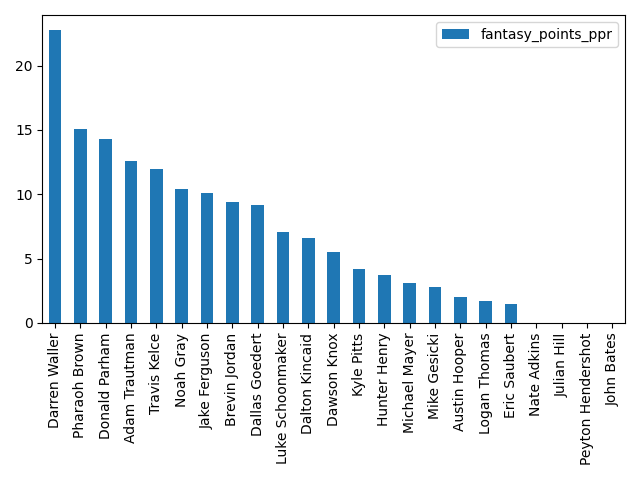 fantasy_points_ppr
20
15
10
5
0
Darren Waller
Pharaoh Brown
Donald Parham
Adam Trautman
Travis Kelce
Noah Gray
Jake Ferguson
Brevin Jordan
Dallas Goedert
Luke Schoonmaker
Dalton Kincaid
Dawson Knox
Kyle Pitts
Hunter Henry
Michael Mayer
Mike Gesicki
Austin Hooper
Logan Thomas
Eric Saubert
Nate Adkins
Julian Hill
Peyton Hendershot
John Bates